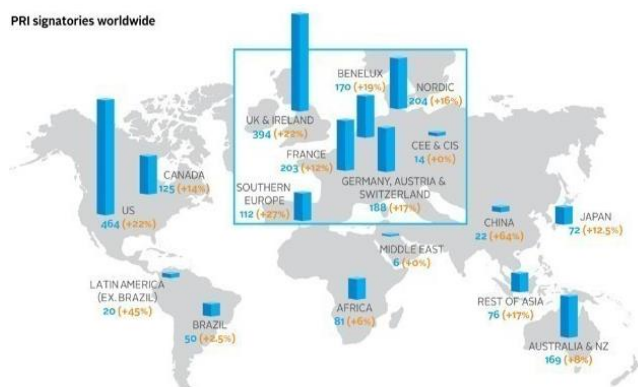 PRI signatories worldwide
BENELUX
170 (+19%)
NORDIC
204 (+16%)
UK & IRELAND
394 (+22%)
CEE & CIS
14 (+0%)
FRANCE
203 (+12%)
GERMANY, AUSTRIA &
SWITZERLAND
188 (+17%)
SOUTHERN
EUROPE
112 (+27%)
CANADA
125 (+14%)
US
464 (+22%)
CHINA
22 (+64%)
JAPAN
72 (+12.5%)
MIDDLE EAST
6 (+0%)
LATIN AMERICA
(EX. BRAZIL)
20 (+45%)
BRAZIL
50 (+2.5%)
AFRICA
81 (+6%)
REST OF ASIA
76 (+17%)
AUSTRALIA & NZ
169 (+8%)